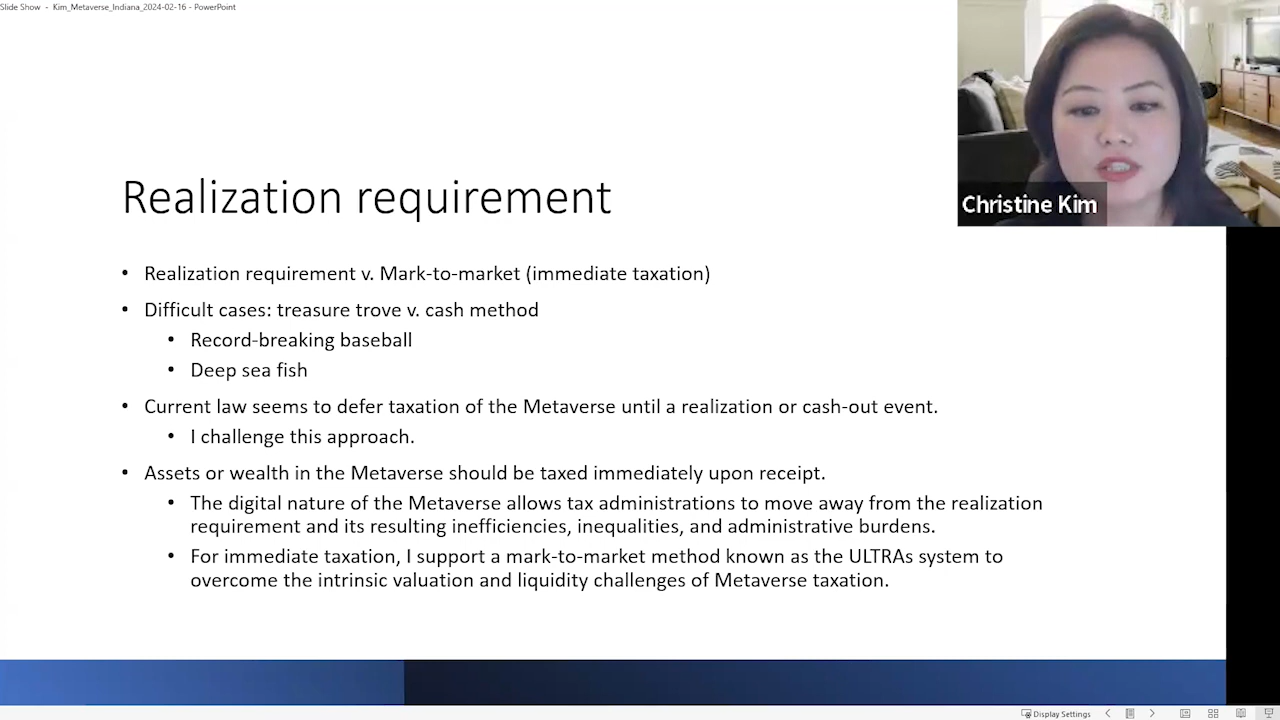 Slide Show - Kim_Metaverse_Indiana_2024-02-16 - PowerPoint
Christine Kim
Realization requirement
• Realization requirement v. Mark-to-market (immediate taxation)
• Difficult cases: treasure trove v. cash method
• Record-breaking baseball
• Deep sea fish
• Current law seems to defer taxation of the Metaverse until a realization or cash-out event.
• I challenge this approach.
• Assets or wealth in the Metaverse should be taxed immediately upon receipt.
• The digital nature of the Metaverse allows tax administrations to move away from the realization
requirement and its resulting inefficiencies, inequalities, and administrative burdens.
• For immediate taxation, I support a mark-to-market method known as the ULTRAs system to
overcome the intrinsic valuation and liquidity challenges of Metaverse taxation.
Display Settings